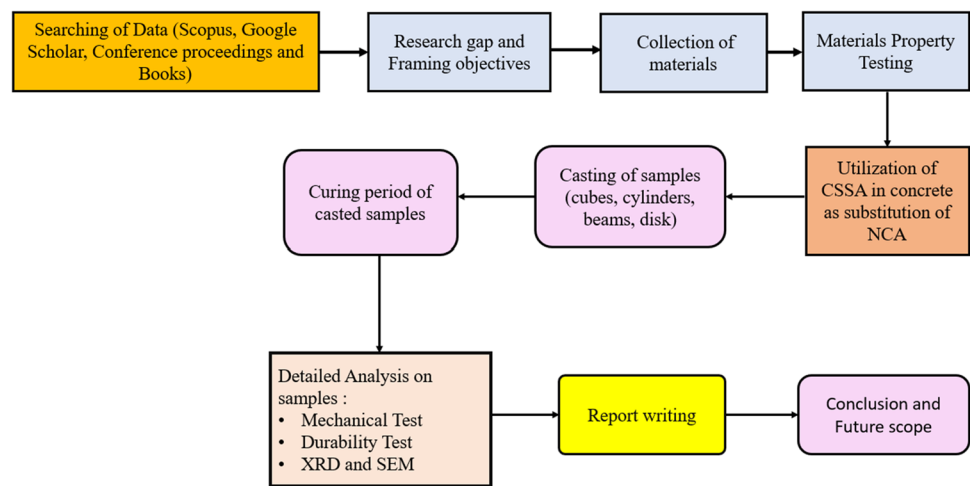 Searching of Data (Scopus, Google
Scholar, Conference proceedings and
Books)
Research gap and
Framing objectives
Collection of
materials
Materials Property
Testing
Utilization of
CSSA in concrete
as substitution of
NCA
Casting of samples
(cubes, cylinders,
beams, disk)
Curing period of
casted samples
Detailed Analysis on
samples :
• Mechanical Test
• Durability Test
• XRD and SEM
Report writing
Conclusion and
Future scope